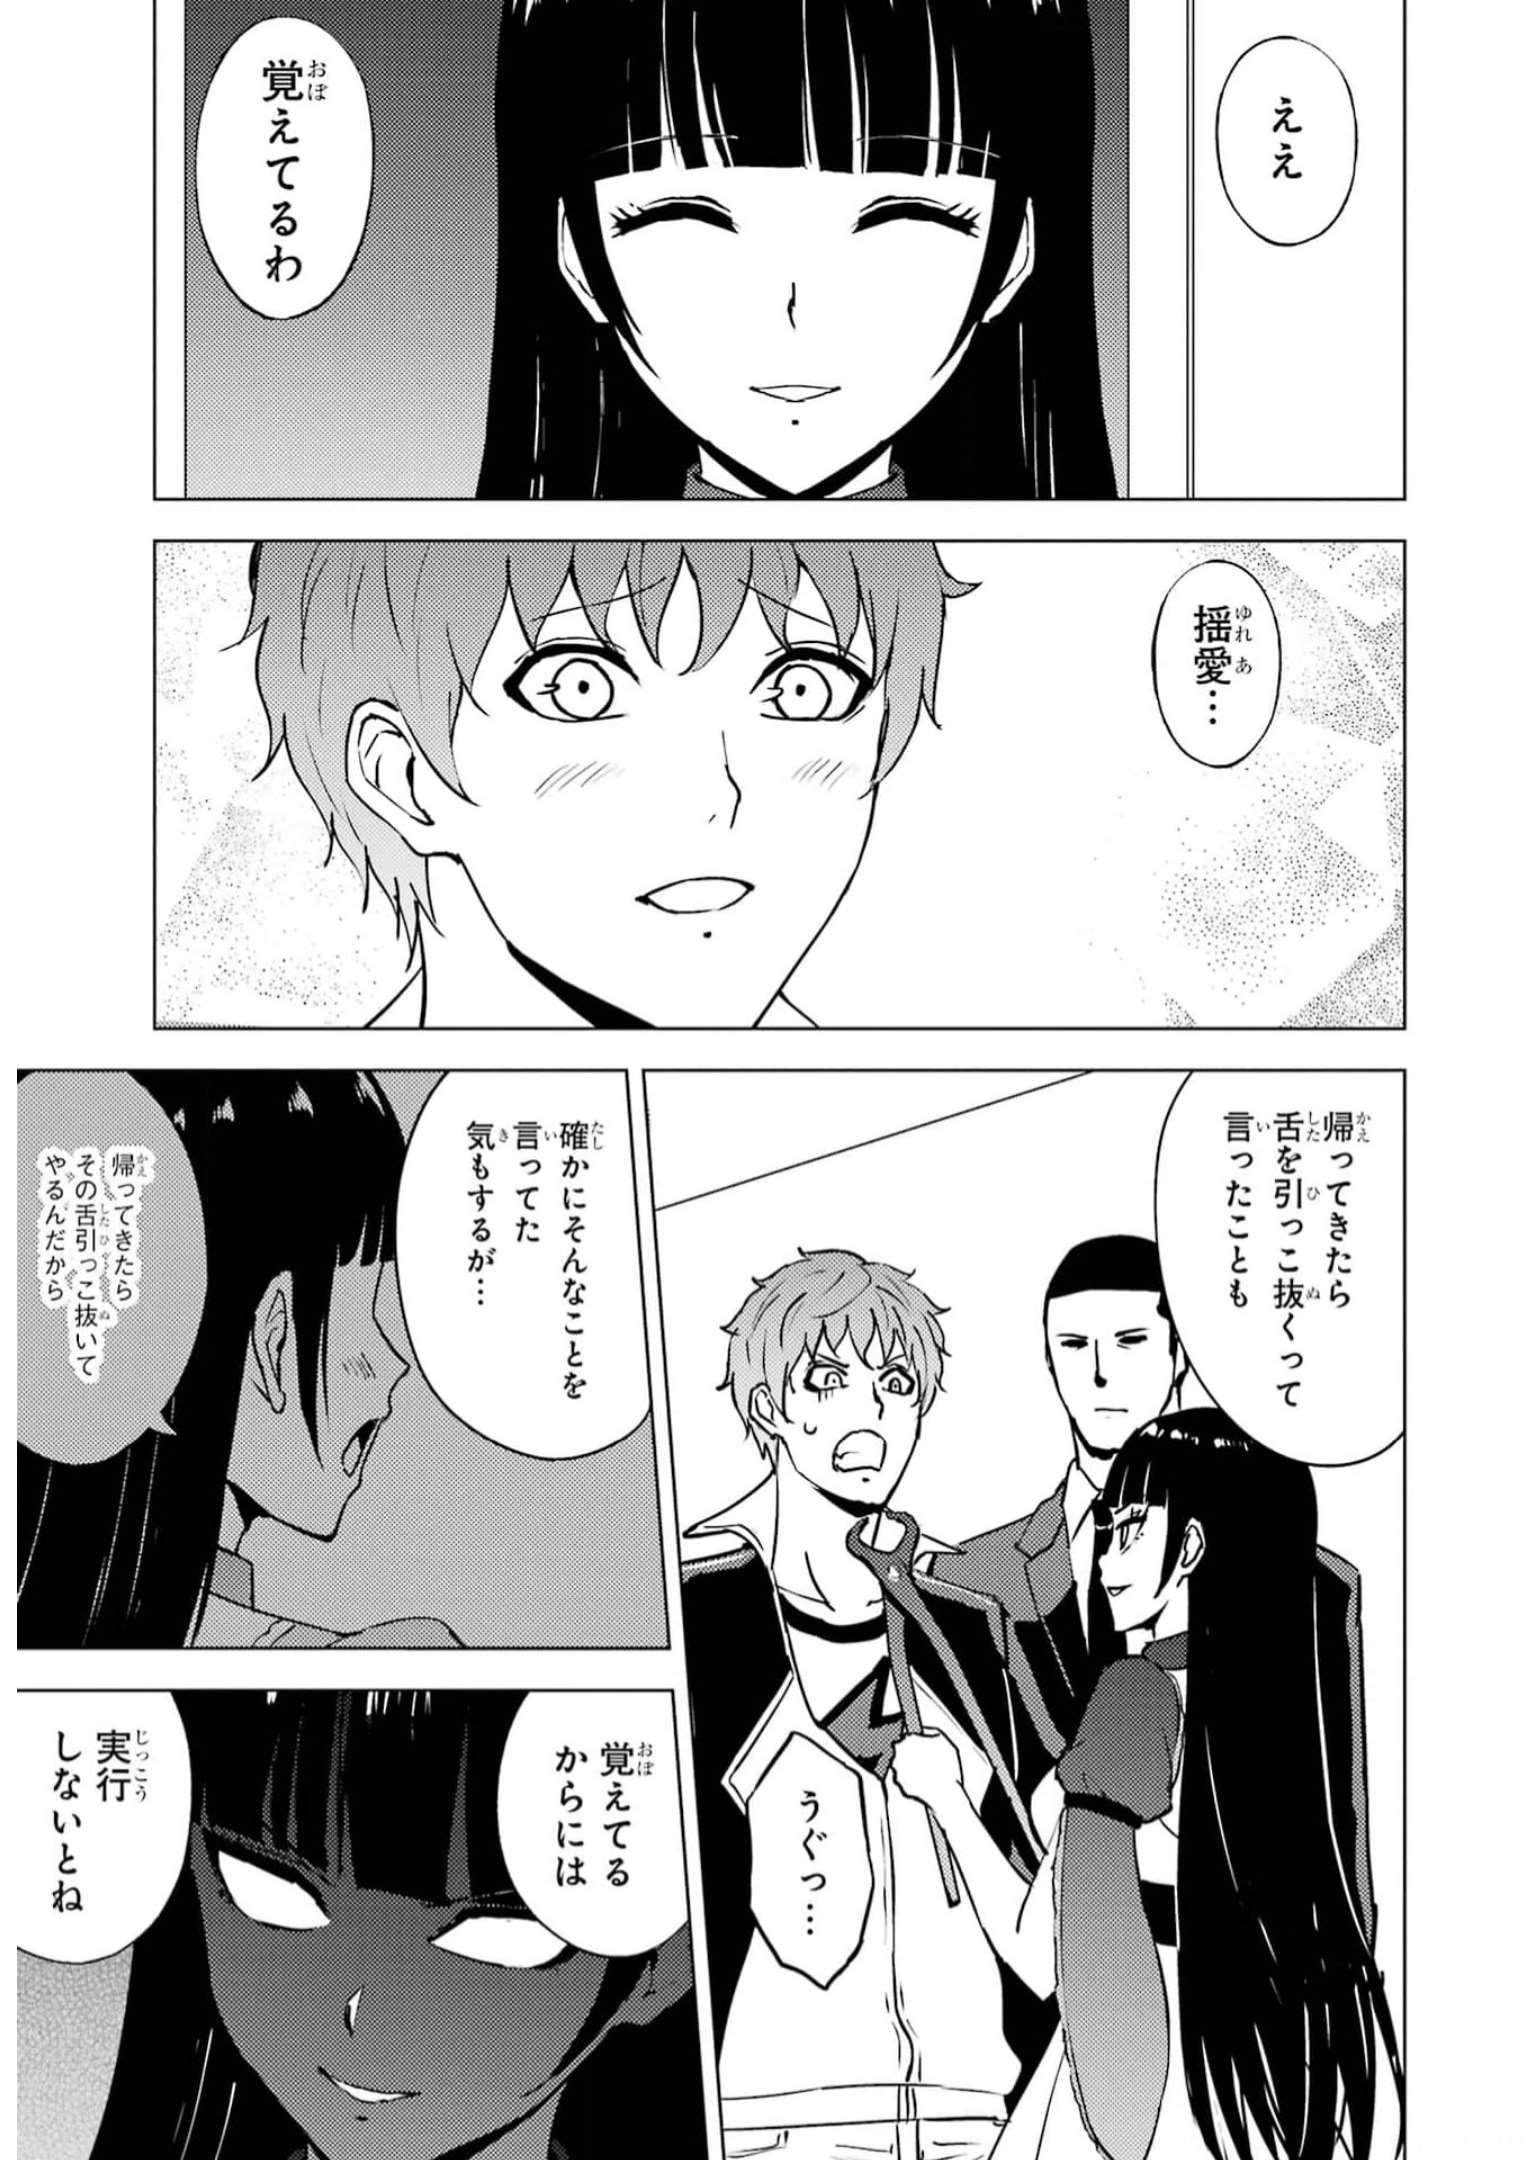 ええ
覚えてるわ
揺愛…
帰ってきたら
舌を引っこ抜くって
言ったことも
うぐっ…
確かにそんなことを
言ってた
気もするが…
帰ってきたら
その舌引っこ抜いて
やるんだから
覚えてる
からには
実行
しないとね